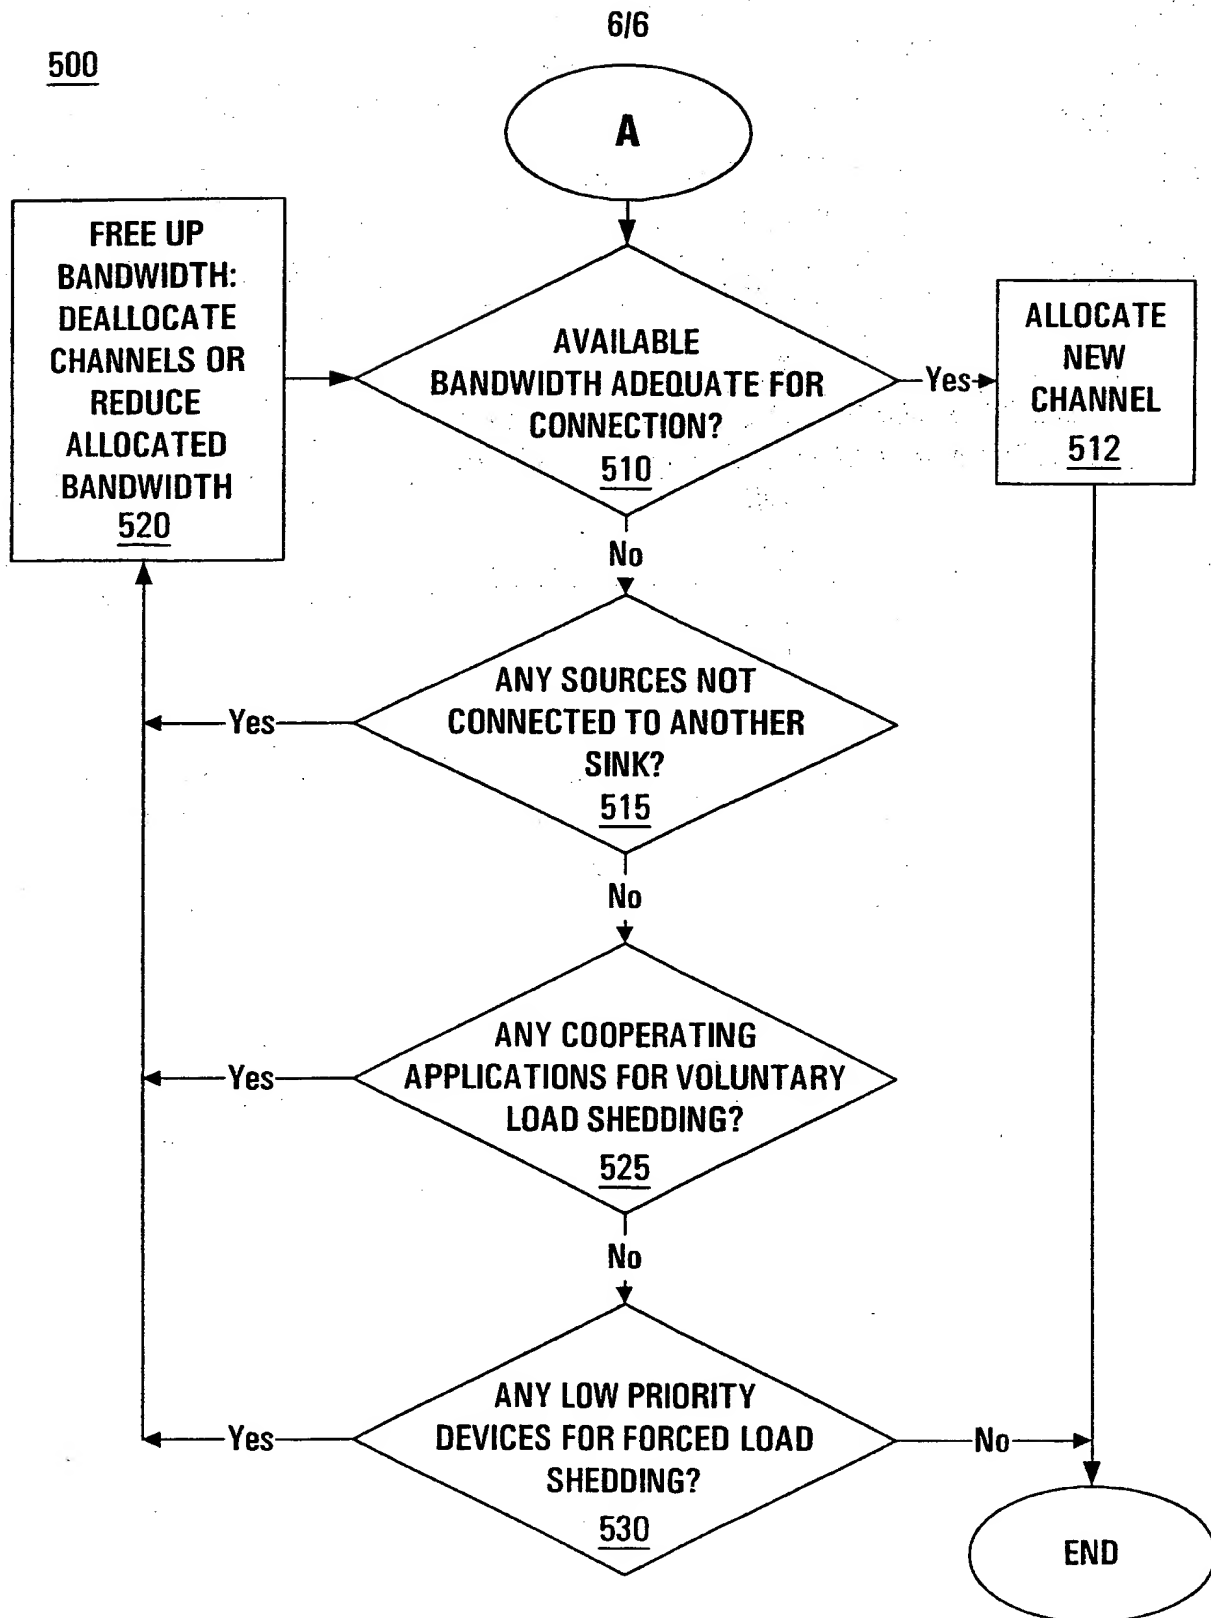 6/6
500
A
FREE UP
BANDWIDTH:
DEALLOCATE
CHANNELS OR
REDUCE
ALLOCATED
BANDWIDTH
520
AVAILABLE
BANDWIDTH ADEQUATE FOR
CONNECTION?
510
Yes
ALLOCATE
NEW
CHANNEL
512
No
ANY SOURCES NOT
CONNECTED TO ANOTHER
SINK?
515
Yes
No
ANY COOPERATING
APPLICATIONS FOR VOLUNTARY
LOAD SHEDDING?
525
Yes
No
ANY LOW PRIORITY
DEVICES FOR FORCED LOAD
SHEDDING?
530
Yes
No
END